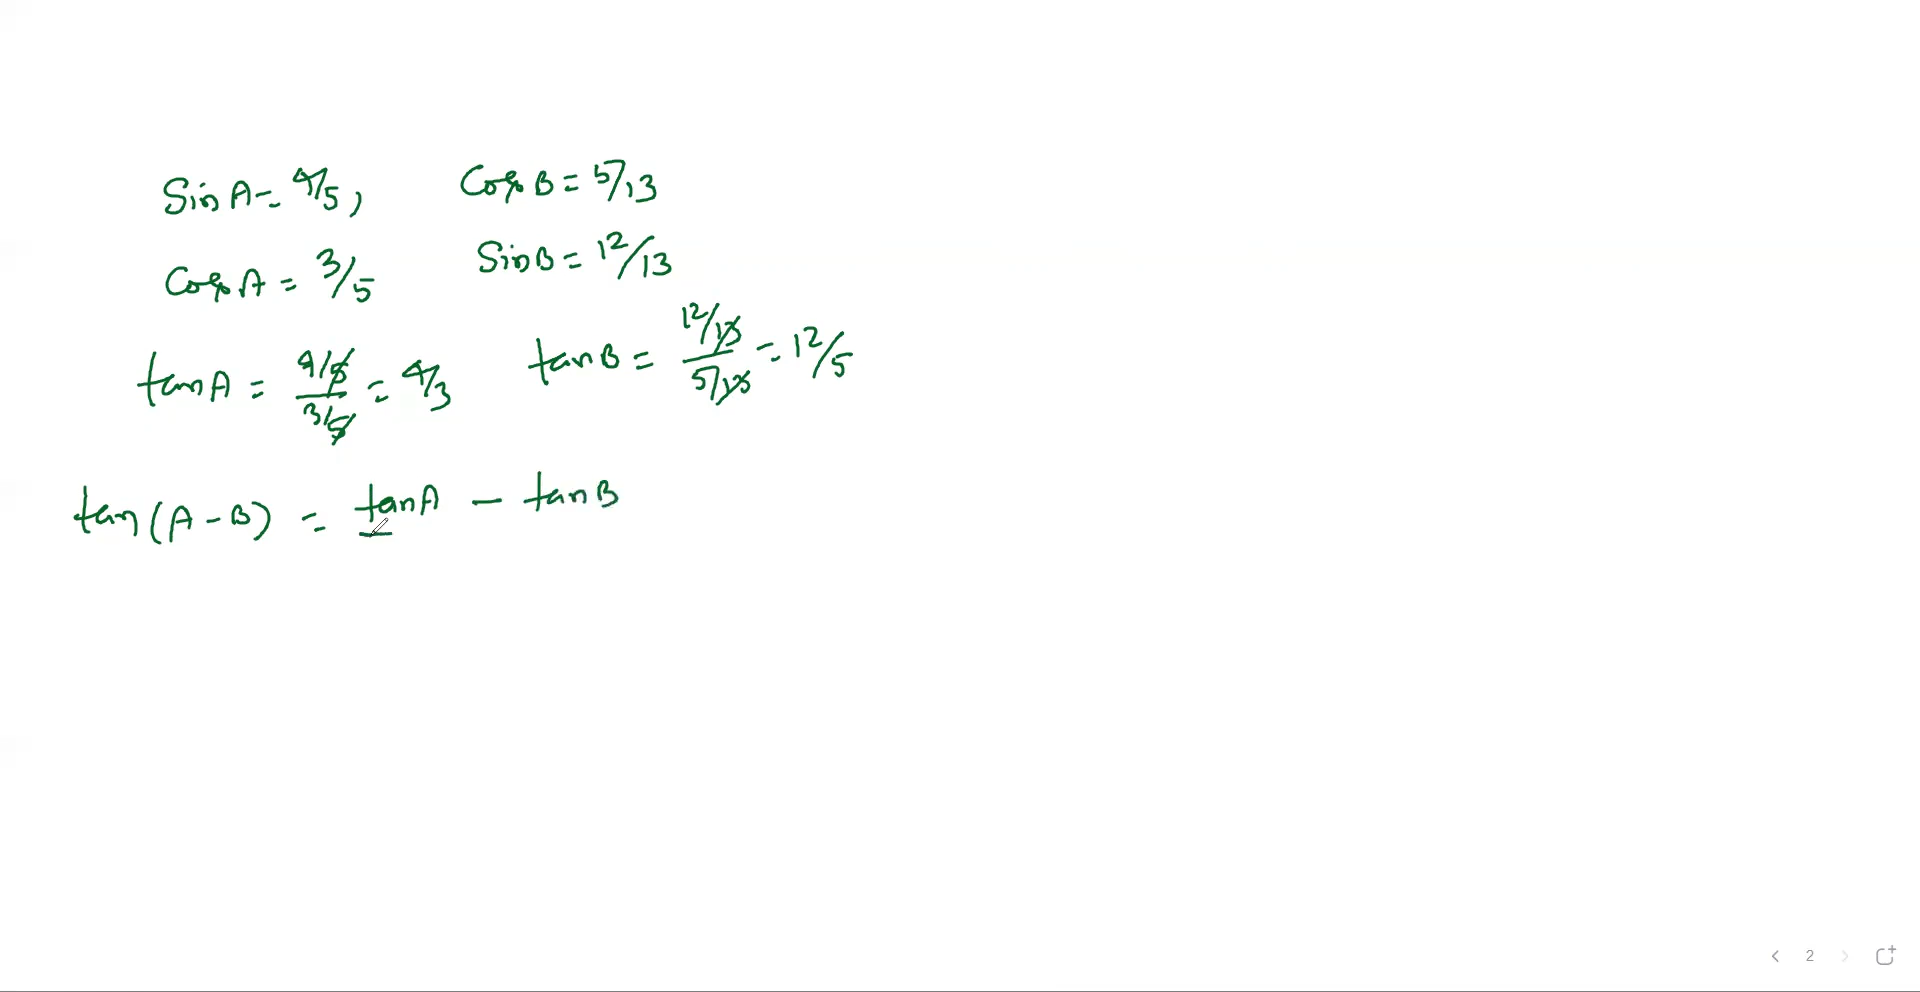 Sin A = 4/5, Cos B = 5/13
Cos A = 3/5 Sin B = 12/13
tan A = (4/5)/(3/5) = 4/3 tan B = (12/13)/(5/13) = 12/5
tan (A - B) = tan A - tan B
2